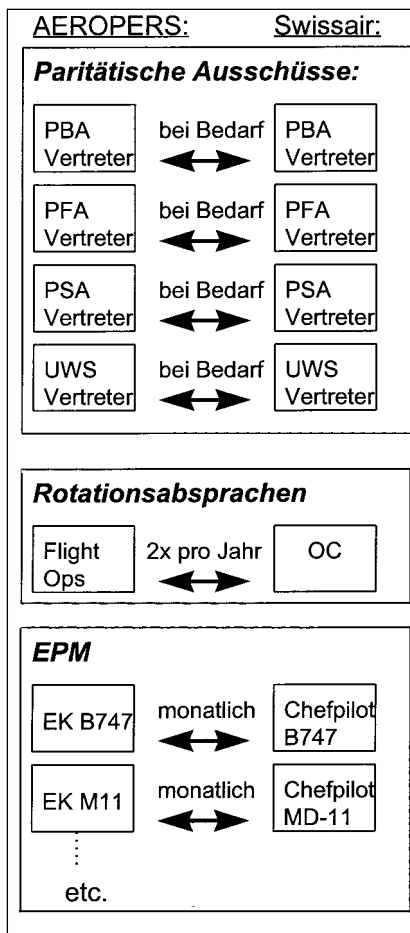 AEROPERS: Swissair:
Paritätische Ausschüsse:
PBA bei Bedarf PBA
Vertreter Vertreter
PFA bei Bedarf PFA
Vertreter Vertreter
PSA bei Bedarf PSA
Vertreter Vertreter
UWS bei Bedarf UWS
Vertreter Vertreter
Rotationsabsprachen
Flight 2x pro Jahr OC
Ops
EPM
EK B747 monatlich Chefpilot
B747
EK M11 monatlich Chefpilot
MD-11
etc.